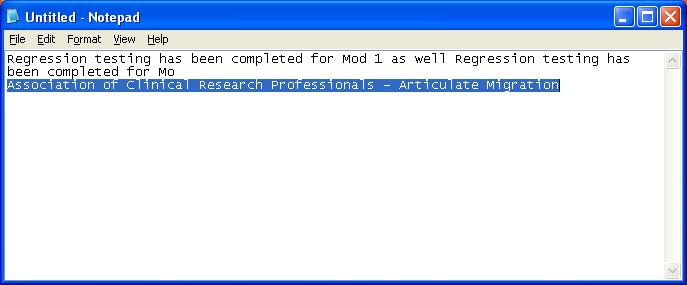 Untitled - Notepad
File Edit Format View Help
Regression testing has been completed for Mod 1 as well Regression testing has
been completed for Mo
Association of Clinical Research Professionals – Articulate Migration